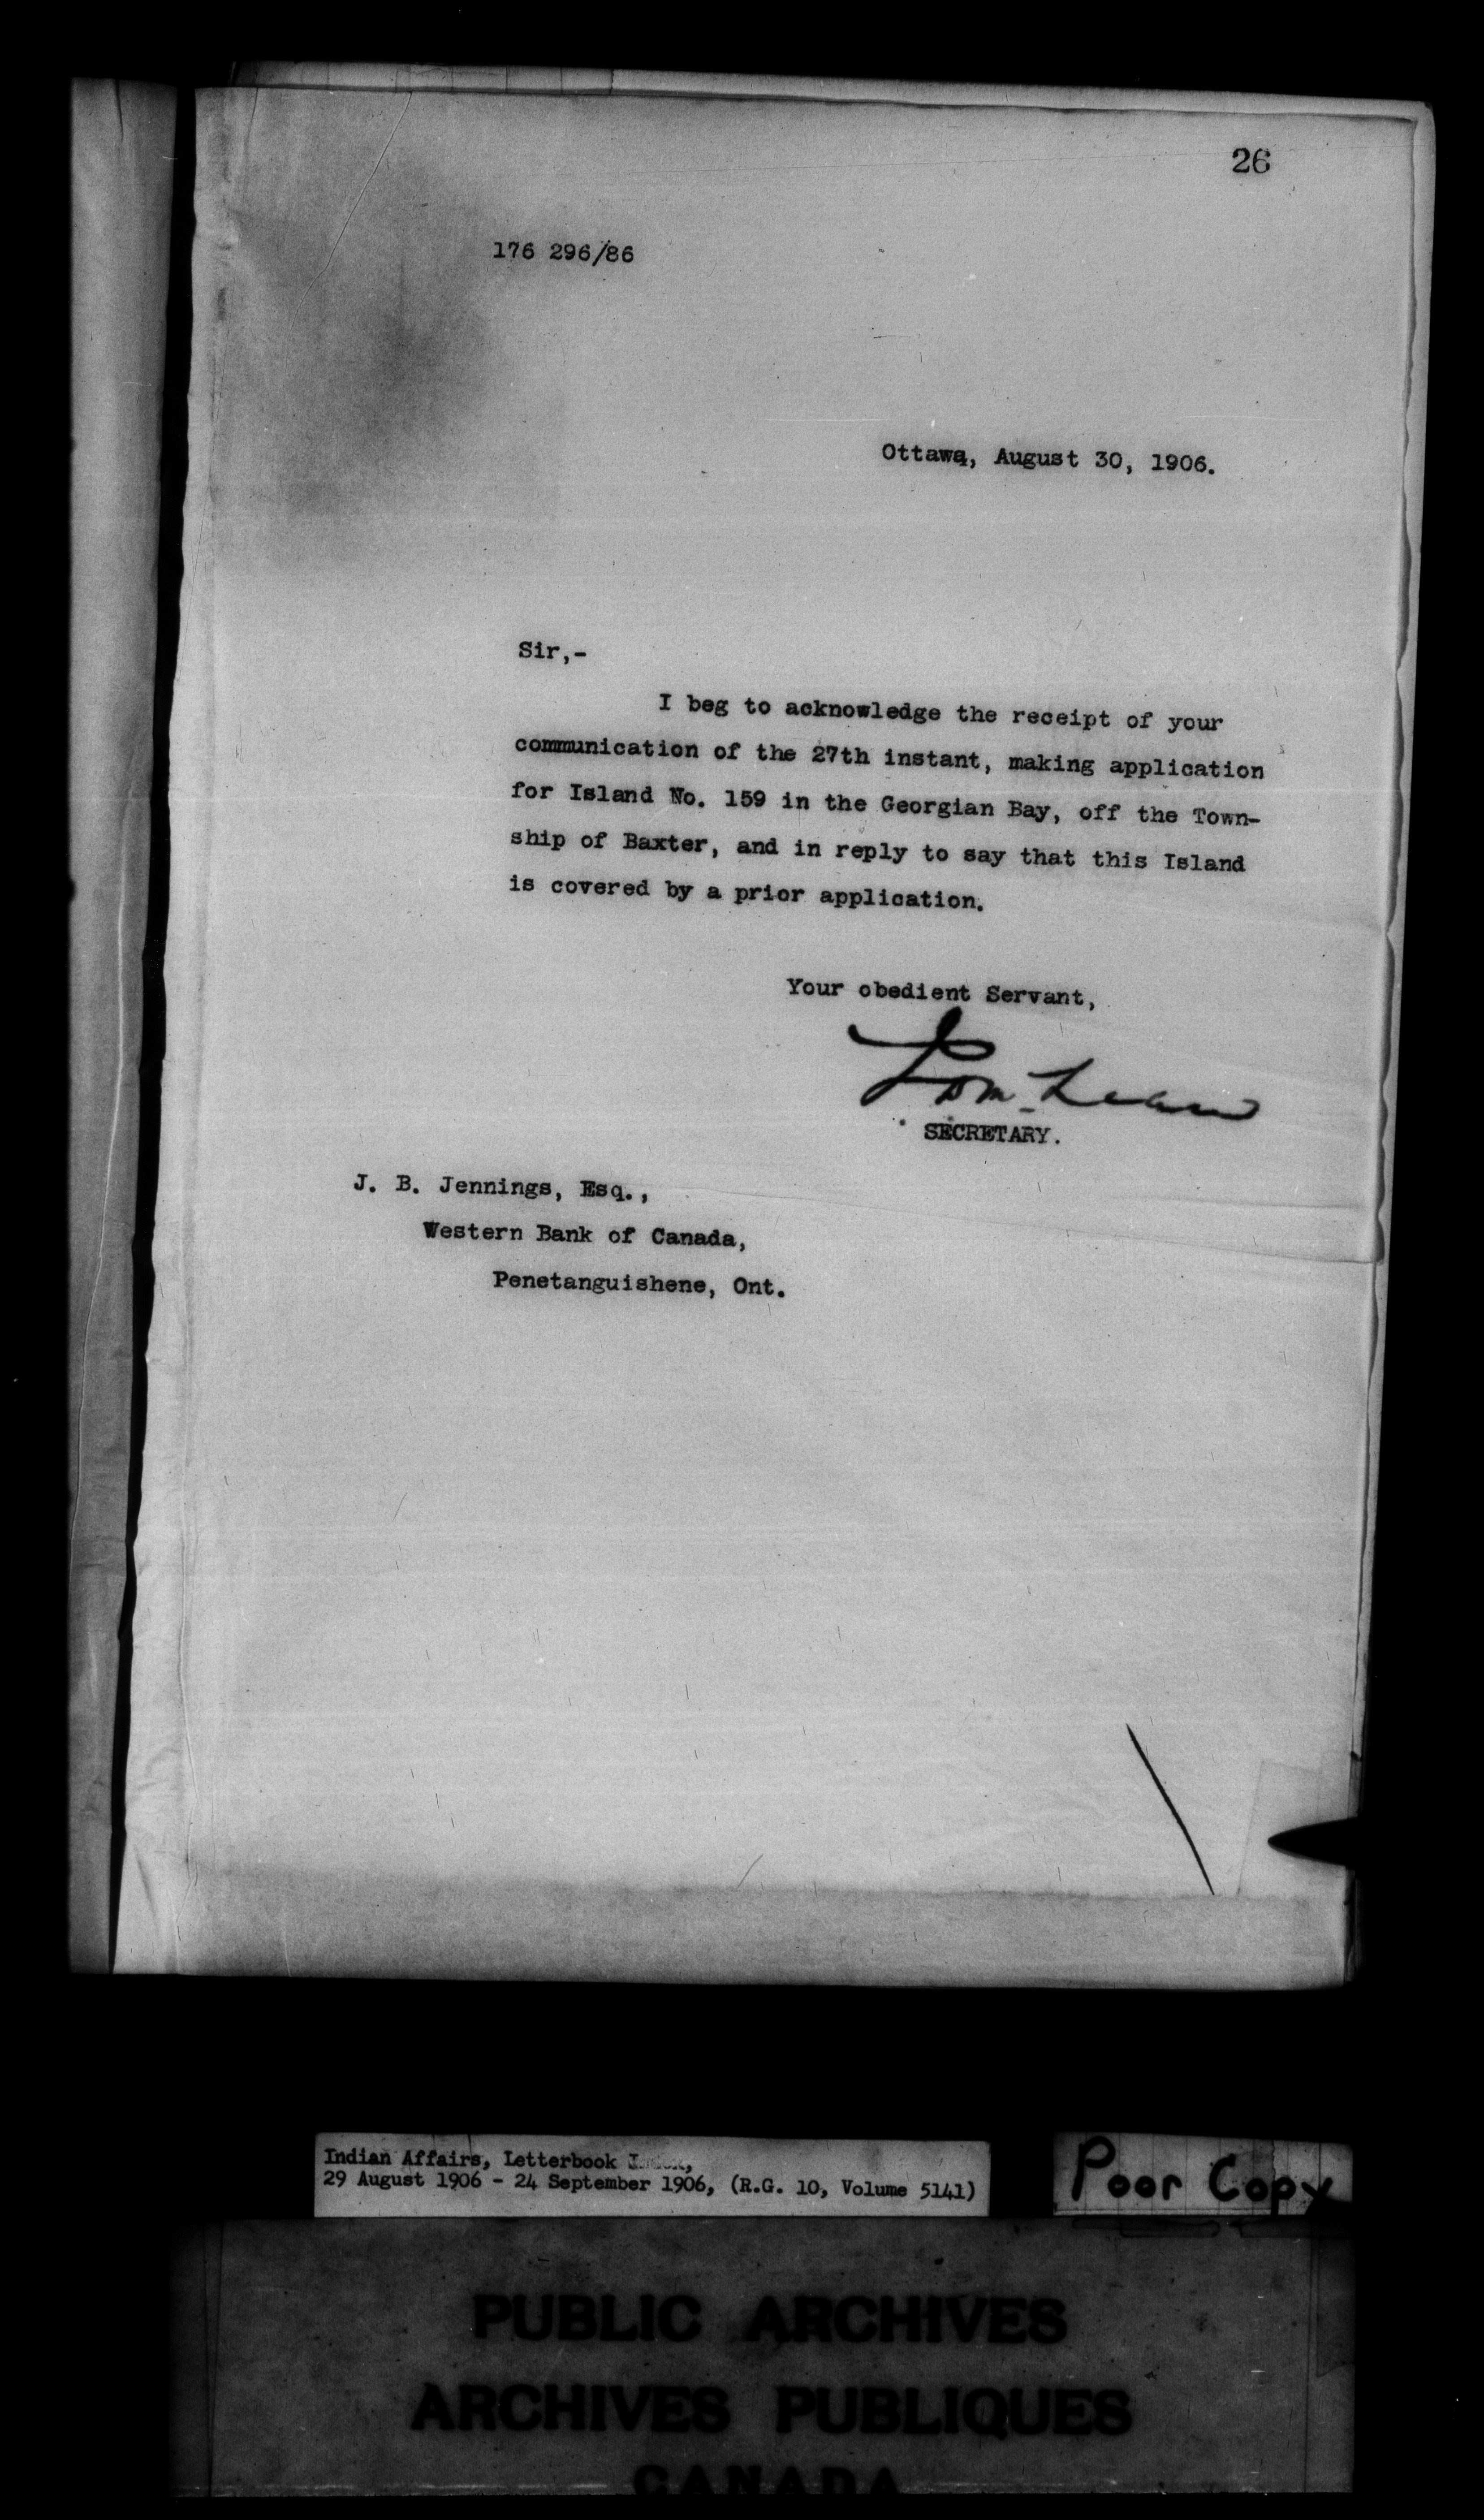 26
176 296/86
Ottawa, August 30, 1906.
Sir,-
I beg to acknowledge the receipt of your
communication of the 27th instant, making application
for Island No. 159 in the Georgian Bay, off the Town-
ship of Baxter, and in reply to say that this Island
is covered by a prior application.
Your obedient Servant,
SECRETARY.
J. B. Jennings, Esq.,
Western Bank of Canada,
Penetanguishene, Ont.
Indian Affairs, Letterbook
29 August 1906 - 24 September 1906, (R.G. 10, Volume 5141)
Poor Copy
PUBLIC ARCHIVES
ARCHIVES PUBLIQUES
CANADA